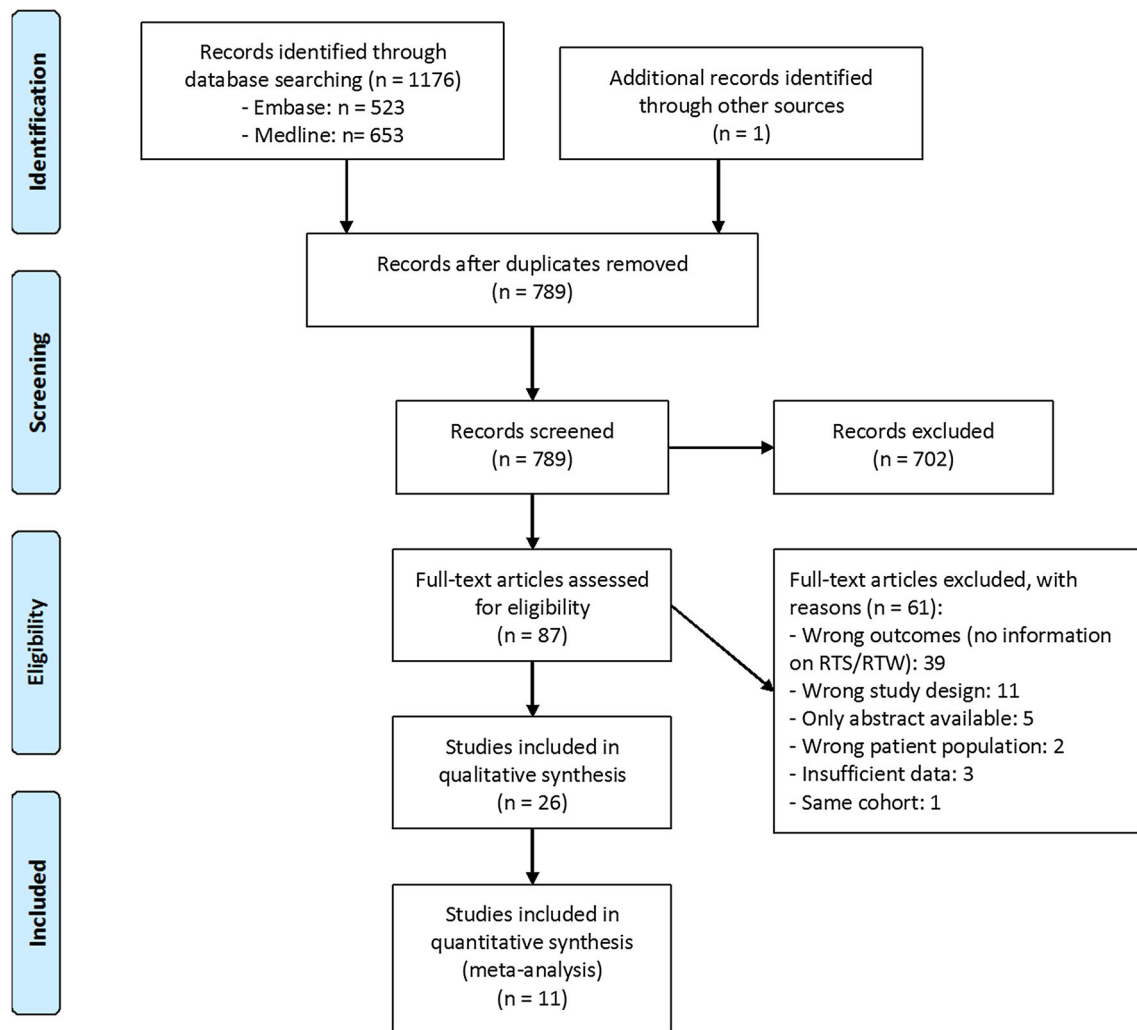 Identification
Records identified through
database searching (n = 1176)
- Embase: n = 523
- Medline: n= 653
Additional records identified
through other sources
(n = 1)
Screening
Records after duplicates removed
(n = 789)
Records screened
(n = 789)
Records excluded
(n = 702)
Eligibility
Full-text articles assessed
for eligibility
(n = 87)
Full-text articles excluded, with
reasons (n = 61):
- Wrong outcomes (no information
on RTS/RTW): 39
- Wrong study design: 11
- Only abstract available: 5
- Wrong patient population: 2
- Insufficient data: 3
- Same cohort: 1
Studies included in
qualitative synthesis
(n = 26)
Included
Studies included in
quantitative synthesis
(meta-analysis)
(n = 11)